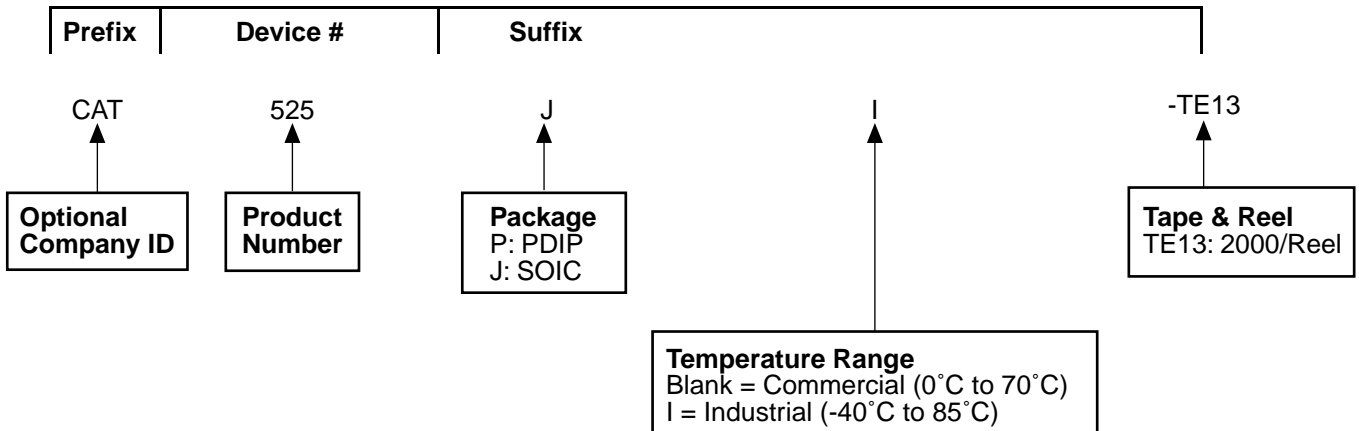 Prefix Device # Suffix
CAT 525 J I -TE13
Optional
Company ID
Product
Number
Package
P: PDIP
J: SOIC
Tape & Reel
TE13: 2000/Reel
Temperature Range
Blank = Commercial (0˚C to 70˚C)
I = Industrial (-40˚C to 85˚C)